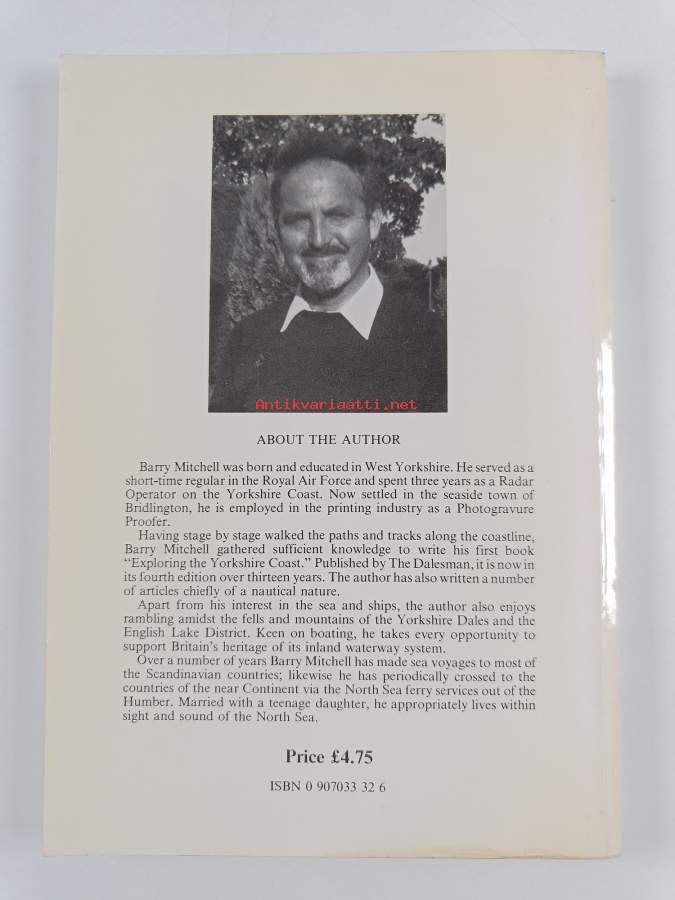 Antikvariaatti.net
ABOUT THE AUTHOR
Barry Mitchell was born and educated in West Yorkshire. He served as a
short-time regular in the Royal Air Force and spent three years as a Radar
Operator on the Yorkshire Coast. Now settled in the seaside town of
Bridlington, he is employed in the printing industry as a Photogravure
Proofer.
Having stage by stage walked the paths and tracks along the coastline,
Barry Mitchell gathered sufficient knowledge to write his first book
“Exploring the Yorkshire Coast.” Published by The Dalesman, it is now in
its fourth edition over thirteen years. The author has also written a number
of articles chiefly of a nautical nature.
Apart from his interest in the sea and ships, the author also enjoys
rambling amidst the fells and mountains of the Yorkshire Dales and the
English Lake District. Keen on boating, he takes every opportunity to
support Britain's heritage of its inland waterway system.
Over a number of years Barry Mitchell has made sea voyages to most of
the Scandinavian countries; likewise he has periodically crossed to the
countries of the near Continent via the North Sea ferry services out of the
Humber. Married with a teenage daughter, he appropriately lives within
sight and sound of the North Sea.
Price £4.75
ISBN 0 907033 32 6